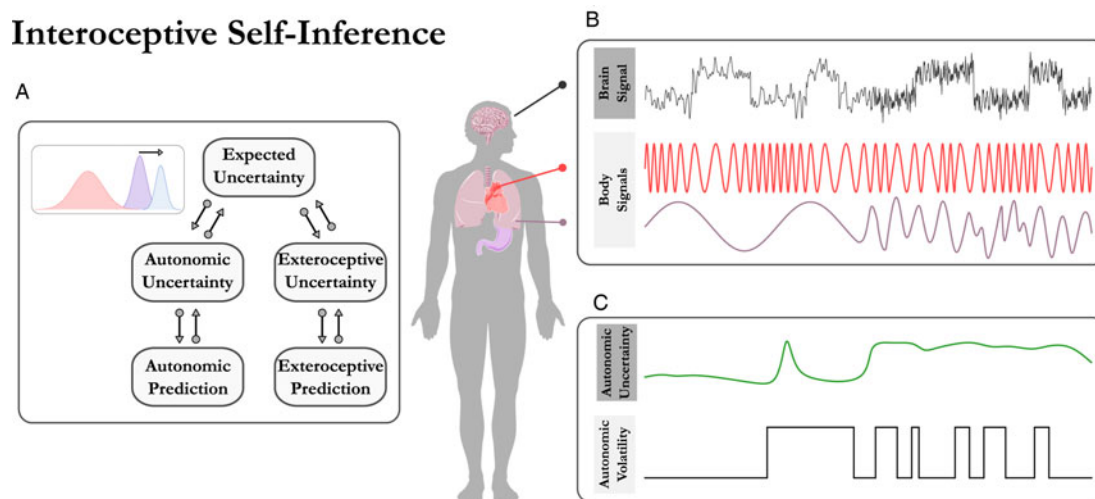 Interoceptive Self-Inference
A
Expected
Uncertainty
Autonomic
Uncertainty
Exteroceptive
Uncertainty
Autonomic
Prediction
Exteroceptive
Prediction
B
Brain
Signal
Body
Signals
C
Autonomic
Uncertainty
Autonomic
Volatility